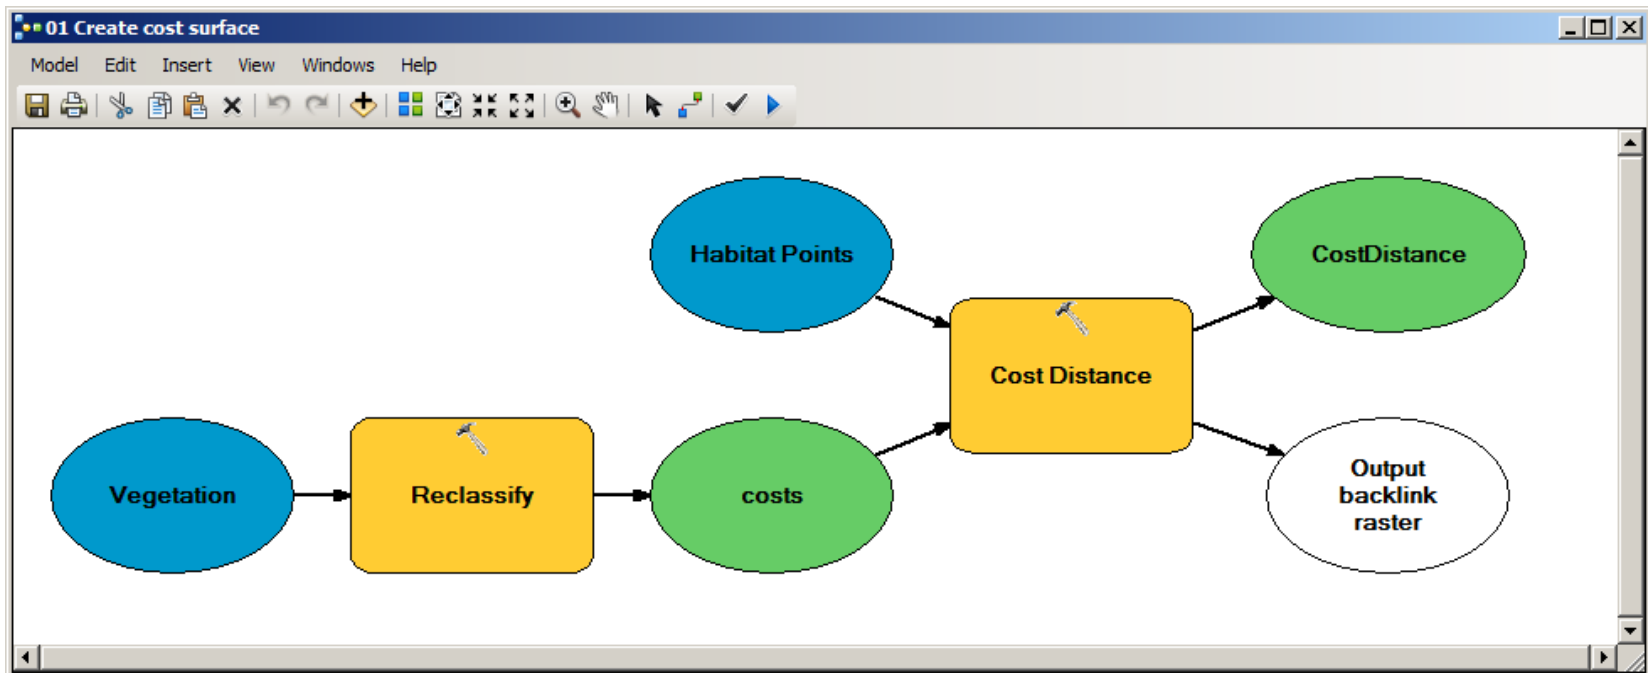 01 Create cost surface
Model Edit Insert View Windows Help
Habitat Points
CostDistance
Cost Distance
Vegetation
Reclassify
costs
Output
backlink
raster